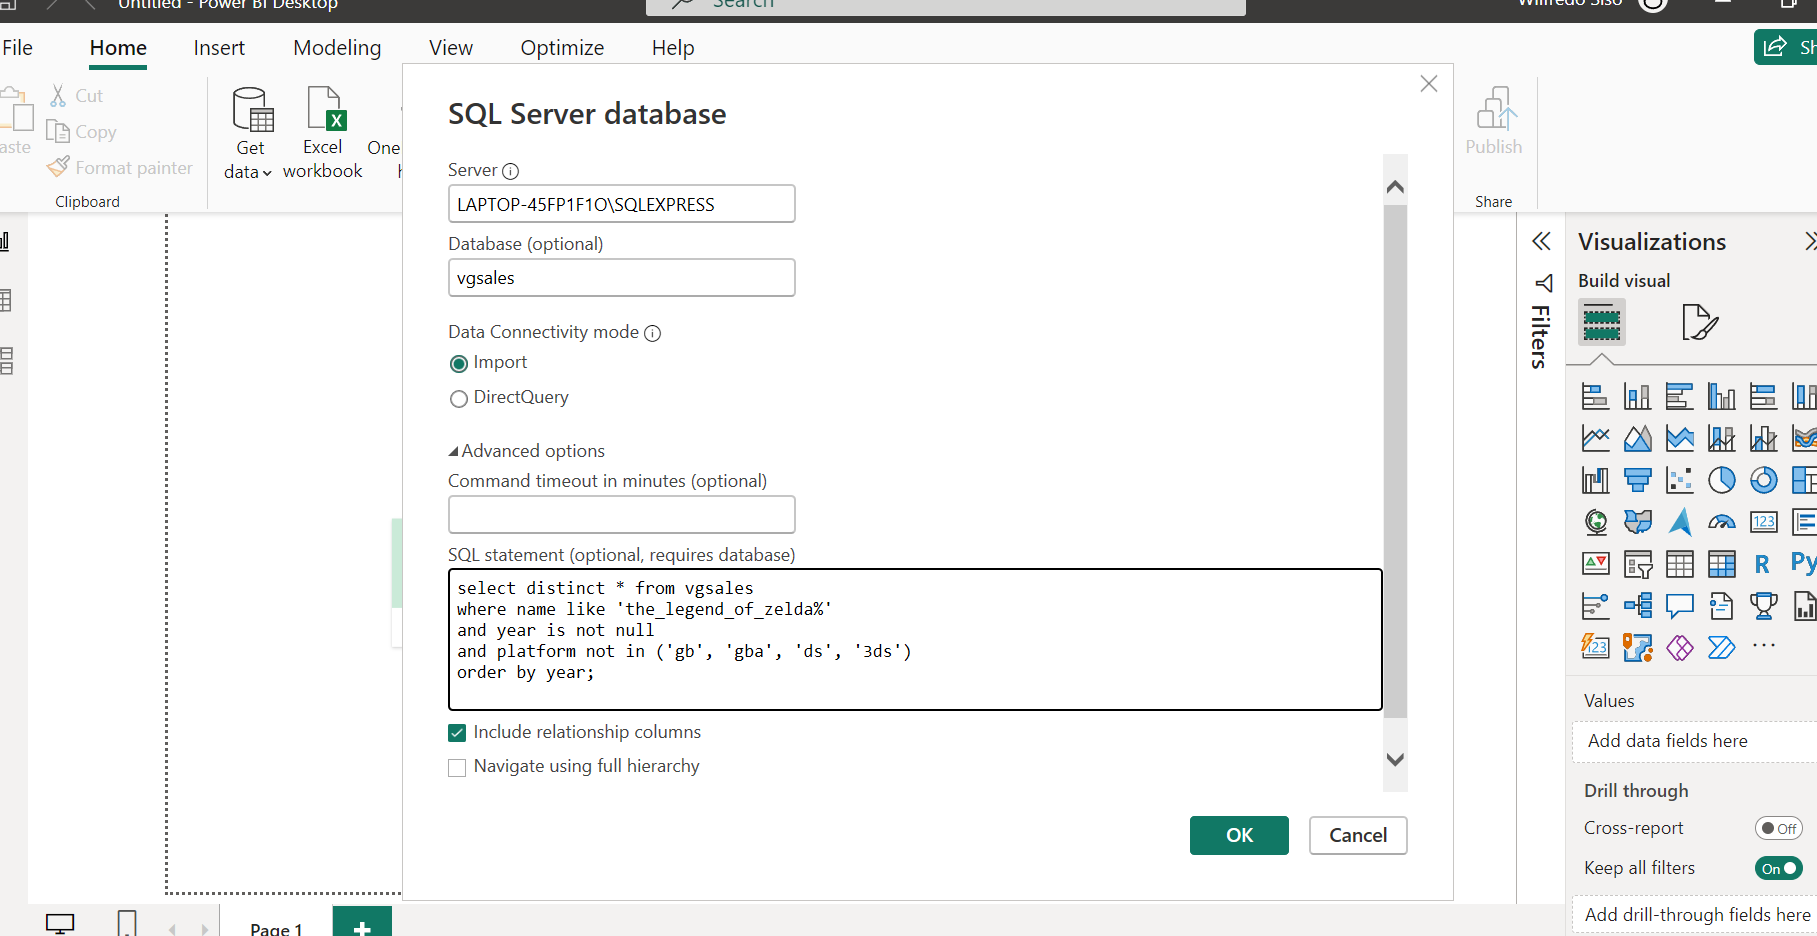 Untitled - Power BI Desktop
Search
Wilfredo Siso
File
Home
Insert
Modeling
View
Optimize
Help
Cut
Copy
Format painter
Clipboard
Get data
Excel workbook
One
Publish
Share
SQL Server database
Server
LAPTOP-45FP1F1O\SQLEXPRESS
Database (optional)
vgsales
Data Connectivity mode
Import
DirectQuery
Advanced options
Command timeout in minutes (optional)
SQL statement (optional, requires database)
select distinct * from vgsales
where name like 'the_legend_of_zelda%'
and year is not null
and platform not in ('gb', 'gba', 'ds', '3ds')
order by year;
Include relationship columns
Navigate using full hierarchy
OK
Cancel
Filters
Visualizations
Build visual
123
R
Py
123
Values
Add data fields here
Drill through
Cross-report
Off
Keep all filters
On
Add drill-through fields here
Page 1